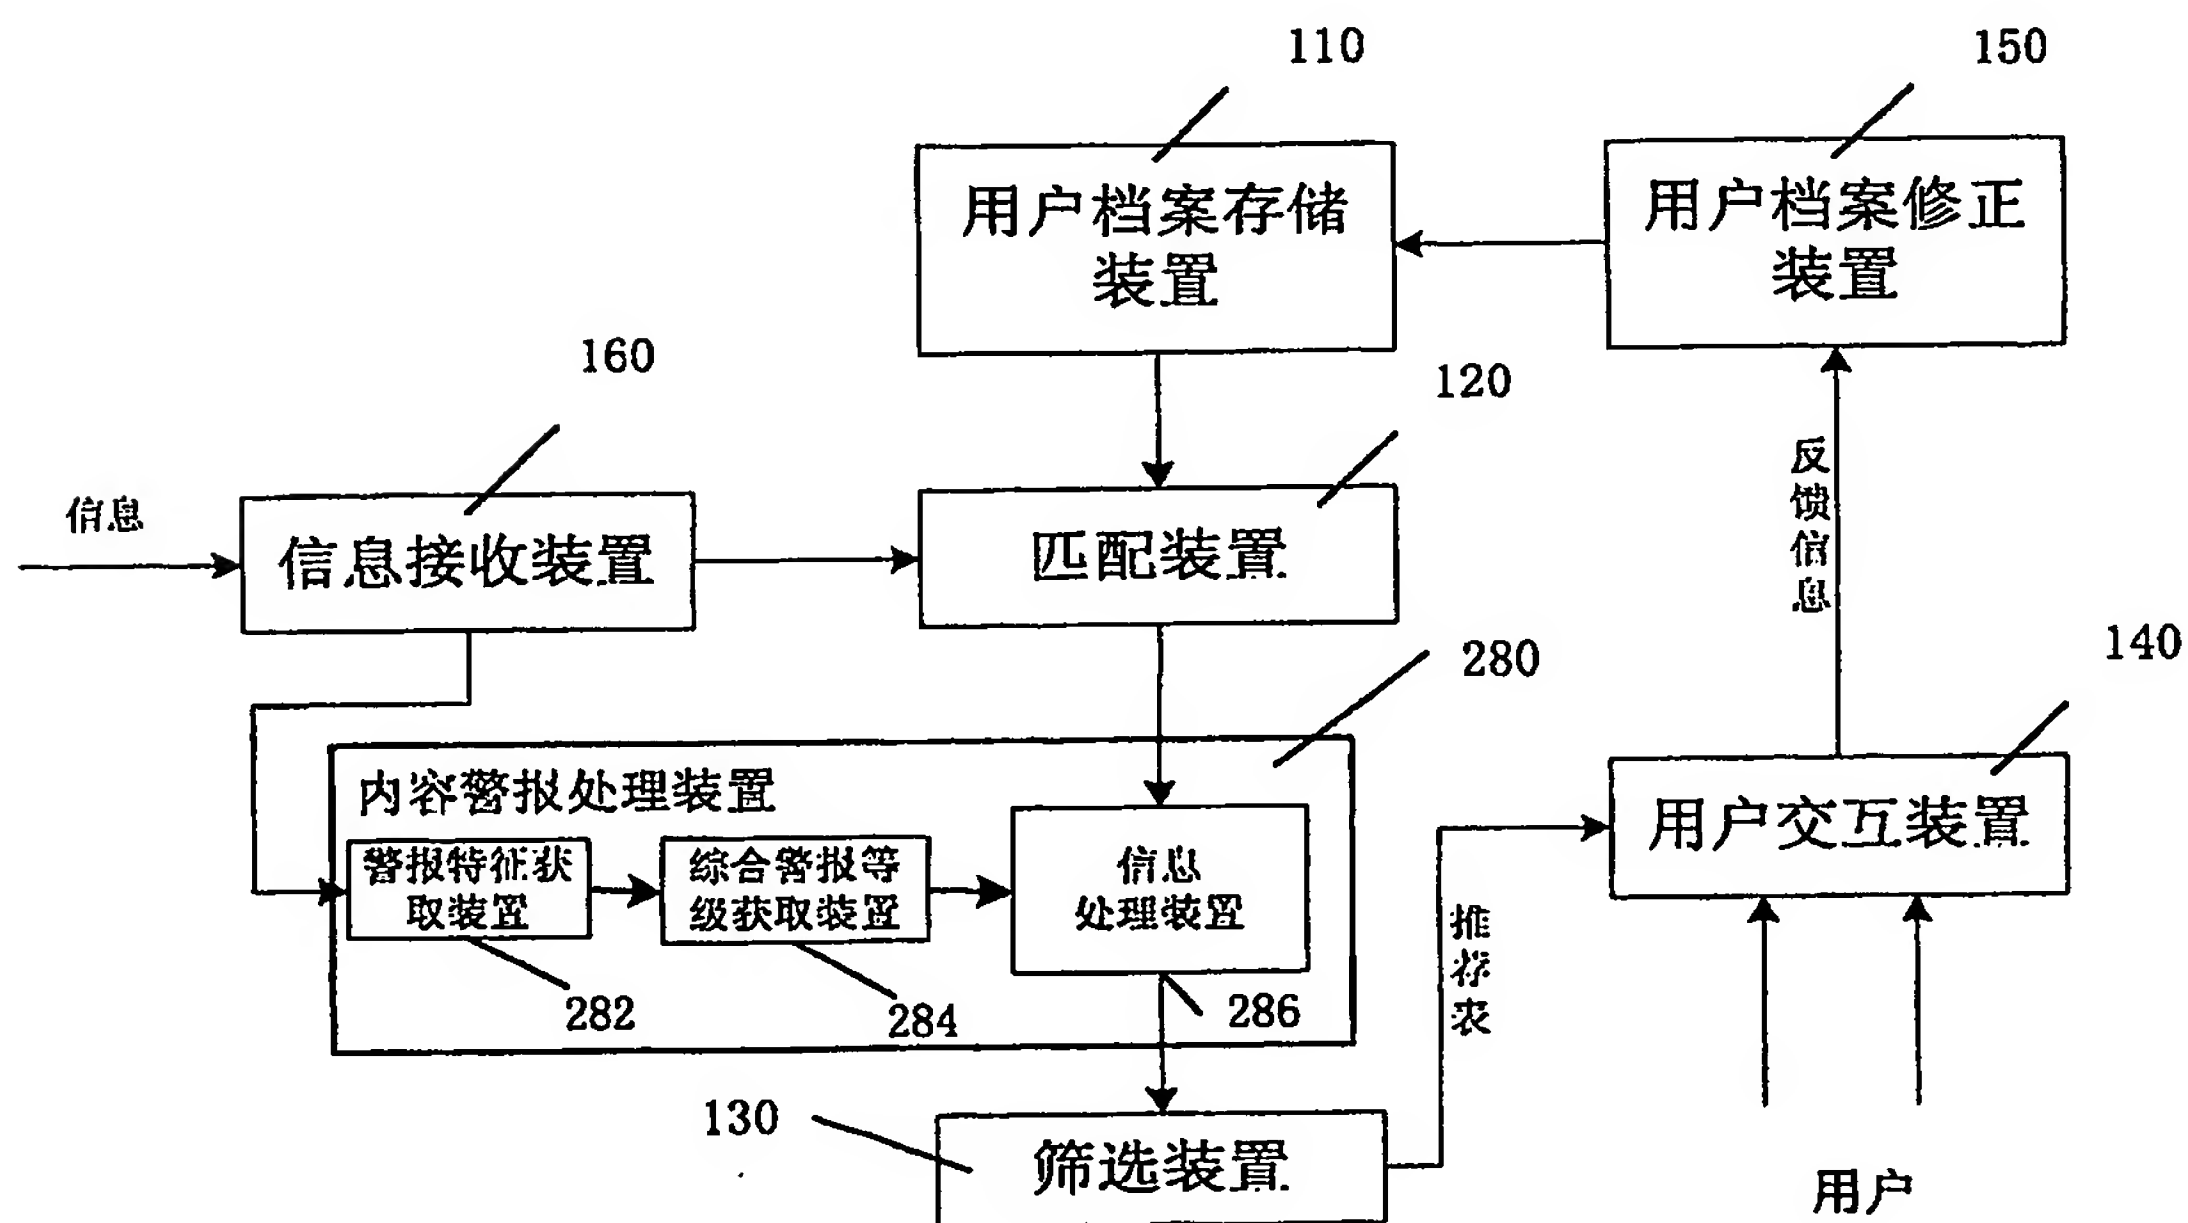 110
150
用户档案存储
装置
用户档案修正
装置
160
120
信息
信息接收装置
匹配装置
反馈信息
280
140
内容警报处理装置
用户交互装置
警报特征获
取装置
综合警报等
级获取装置
信息
处理装置
推荐表
282
284
286
130
筛选装置
用户